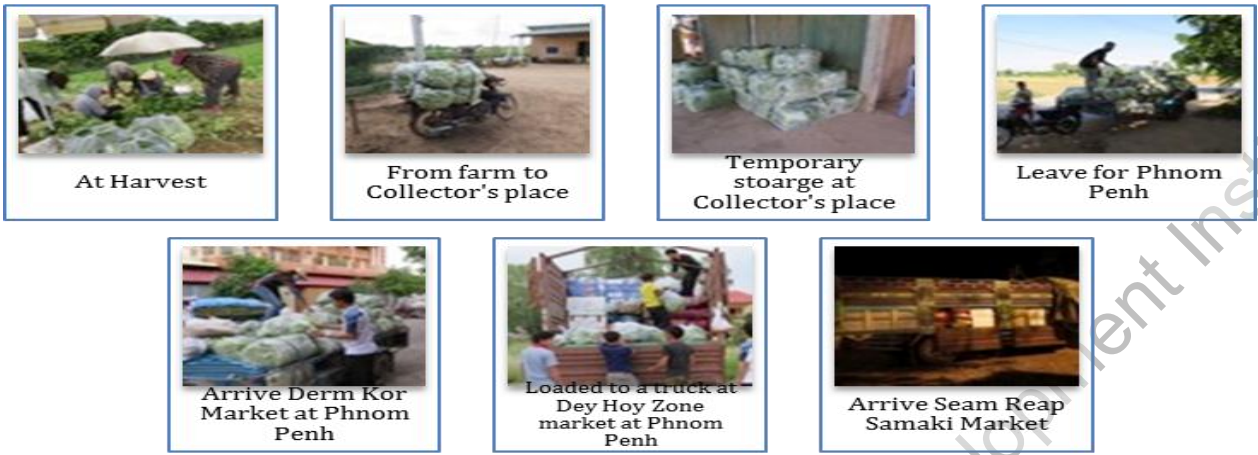 At Harvest
From farm to
Collector's place
Temporary
stoarge at
Collector's place
Leave for Phnom
Penh
Arrive Derm Kor
Market at Phnom
Penh
Loaded to a truck at
Dey Hoy Zone
market at Phnom
Penh
Arrive Seam Reap
Samaki Market